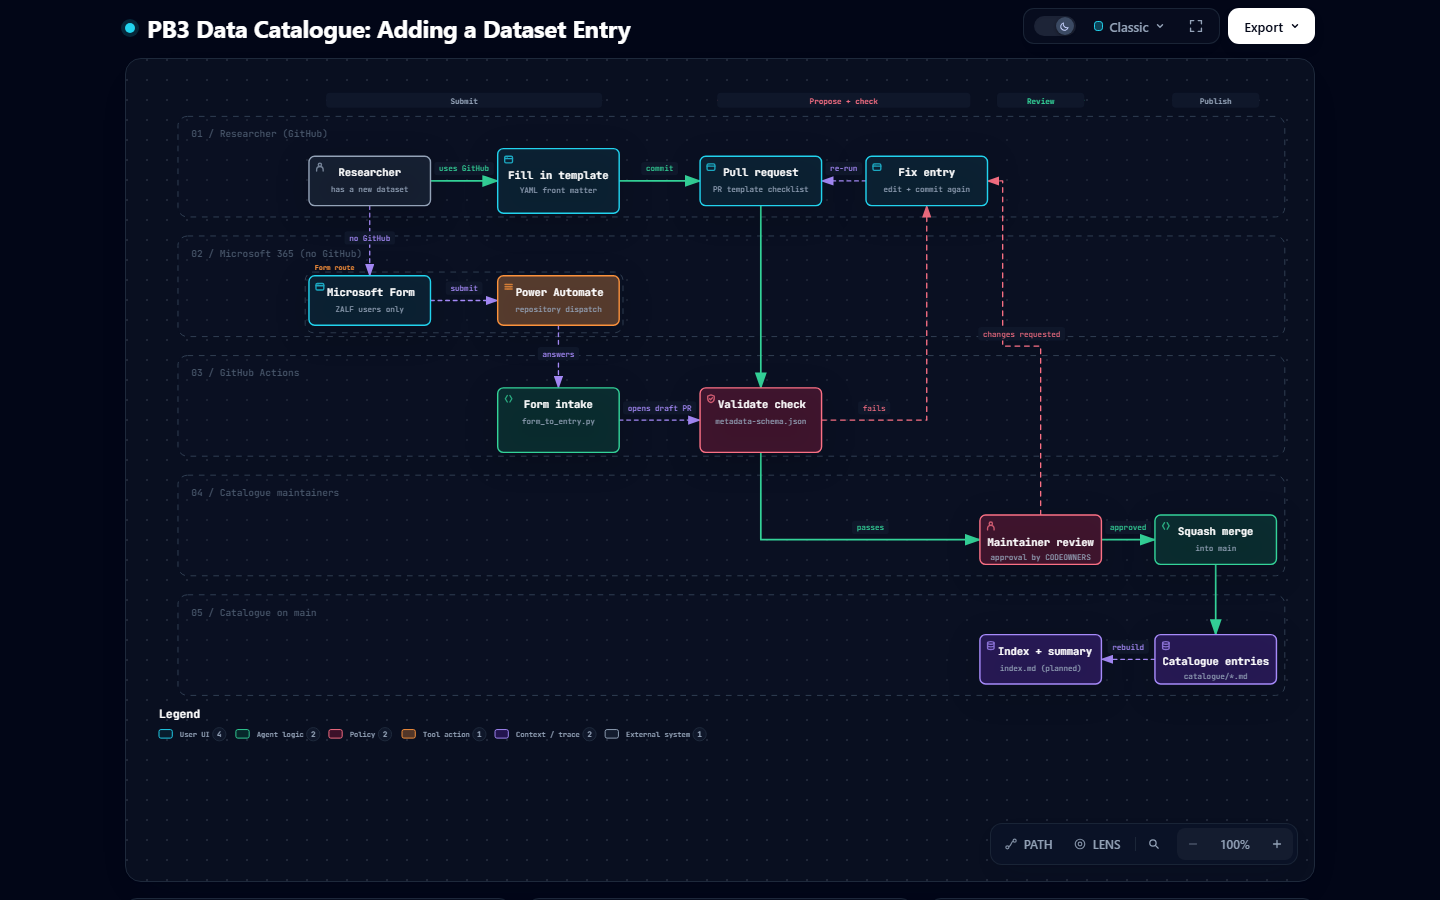 PB3 Data Catalogue: Adding a Dataset Entry
Classic
Export
Submit
Propose + check
Review
Publish
01 / Researcher (GitHub)
Researcher
has a new dataset
uses GitHub
Fill in template
YAML front matter
commit
Pull request
PR template checklist
re-run
Fix entry
edit + commit again
no GitHub
02 / Microsoft 365 (no GitHub)
Form route
Microsoft Form
ZALF users only
submit
Power Automate
repository dispatch
changes requested
answers
03 / GitHub Actions
Form intake
form_to_entry.py
opens draft PR
Validate check
metadata-schema.json
fails
04 / Catalogue maintainers
passes
Maintainer review
approval by CODEOWNERS
approved
Squash merge
into main
05 / Catalogue on main
Index + summary
index.md (planned)
rebuild
Catalogue entries
catalogue/*.md
Legend
User UI 4
Agent logic 2
Policy 2
Tool action 1
Context / trace 2
External system 1
PATH
LENS
100%